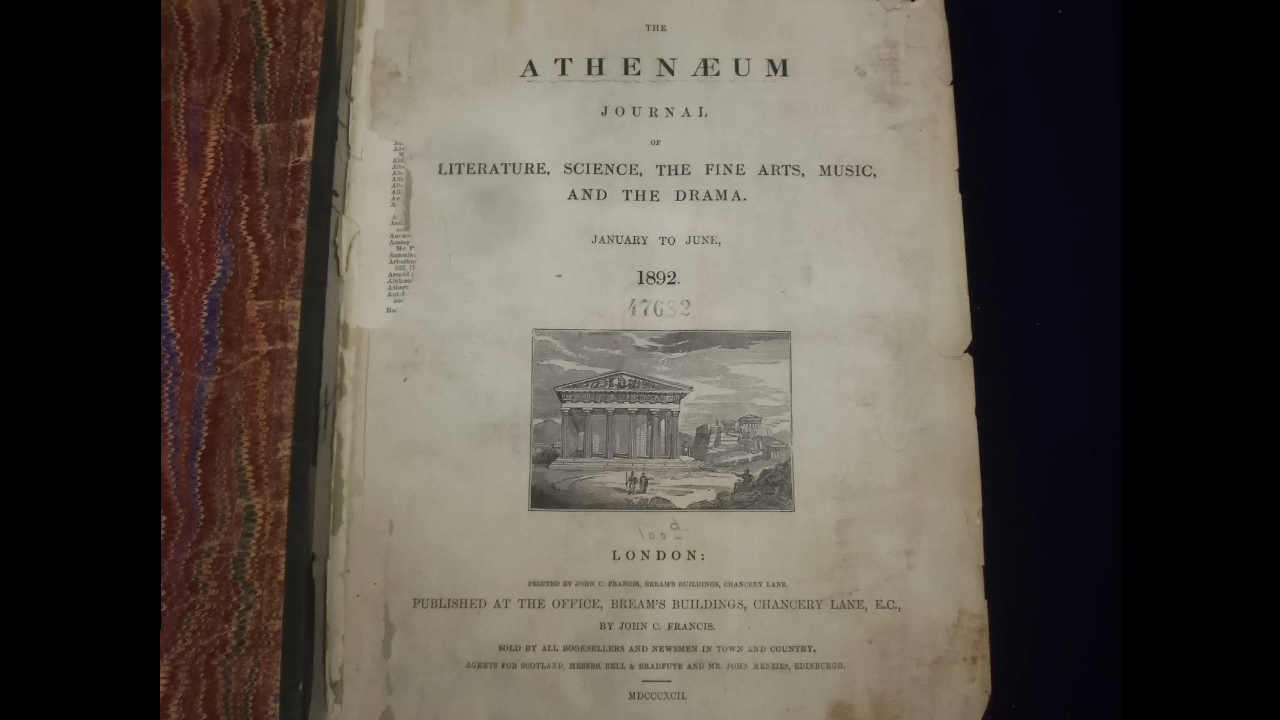 THE
ATHENÆUM
JOURNAL
OF
LITERATURE, SCIENCE, THE FINE ARTS, MUSIC,
AND THE DRAMA.
JANUARY TO JUNE,
1892.
47632
LONDON:
PRINTED BY JOHN C. FRANCIS, BREAM'S BUILDINGS, CHANCERY LANE.
PUBLISHED AT THE OFFICE, BREAM'S BUILDINGS, CHANCERY LANE, E.C.,
BY JOHN C. FRANCIS.
SOLD BY ALL BOOKSELLERS AND NEWSMEN IN TOWN AND COUNTRY.
AGENTS FOR SCOTLAND, MESSRS. BELL & BRADFUTE AND MR. JOHN MENZIES, EDINBURGH.
MDCCCXCII.